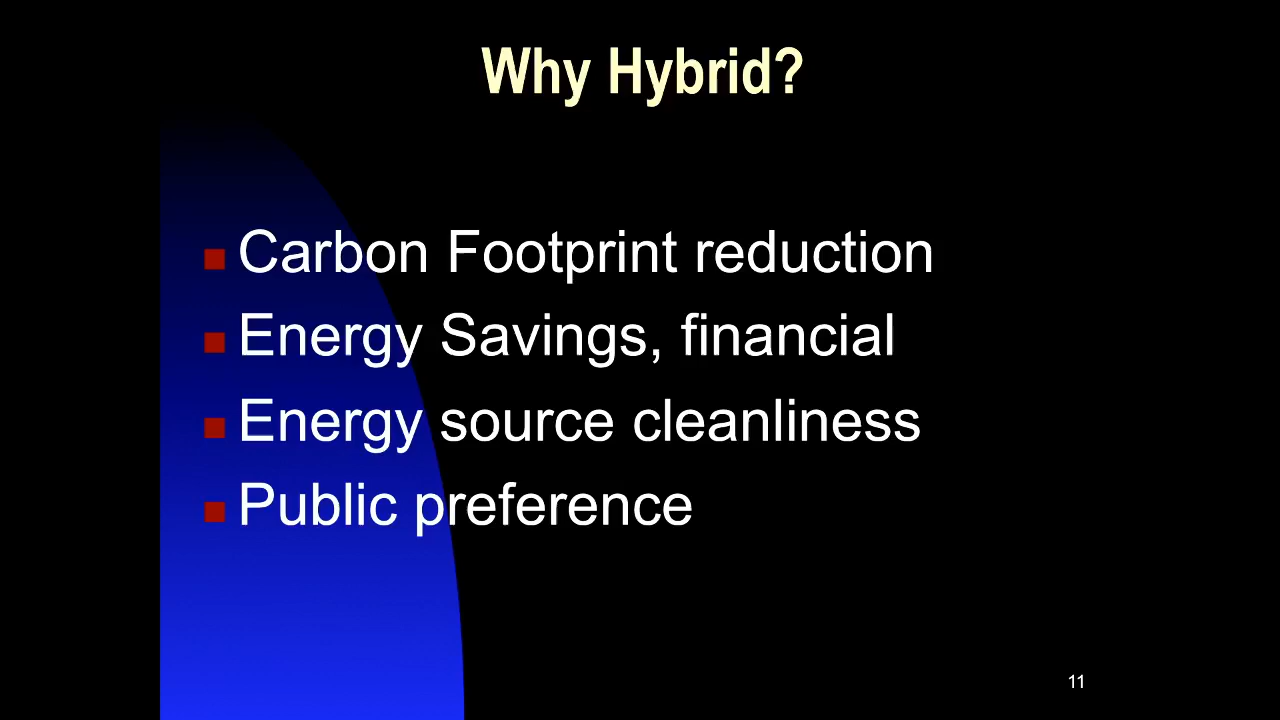 Why Hybrid?
Carbon Footprint reduction
Energy Savings, financial
Energy source cleanliness
Public preference
11